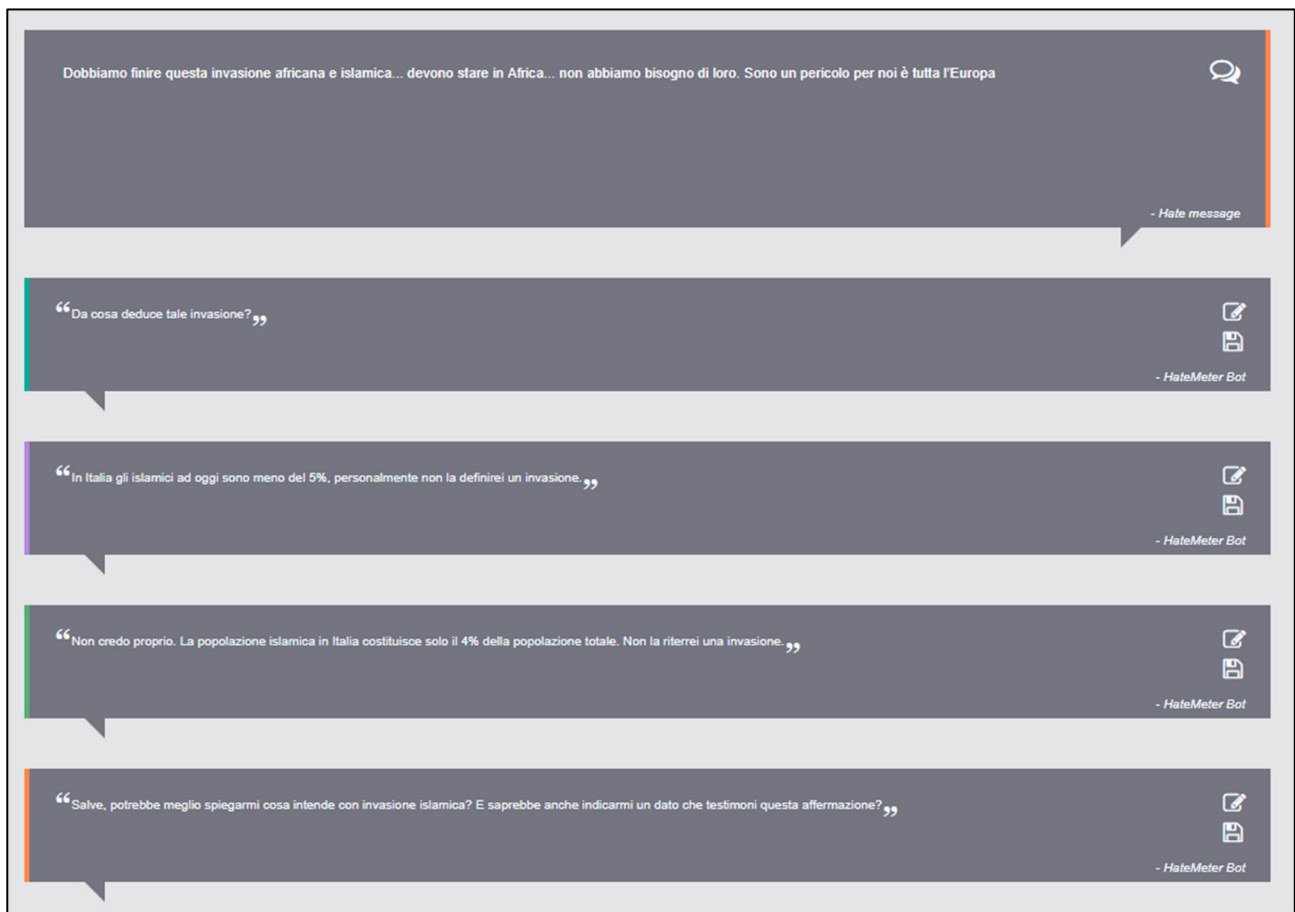 Dobbiamo finire questa invasione africana e islamica... devono stare in Africa... non abbiamo bisogno di loro. Sono un pericolo per noi è tutta l'Europa
- Hate message
“Da cosa deduce tale invasione?”
- HateMeter Bot
“In Italia gli islamici ad oggi sono meno del 5%, personalmente non la definirei un invasione.”
- HateMeter Bot
“Non credo proprio. La popolazione islamica in Italia costituisce solo il 4% della popolazione totale. Non la riterrei una invasione.”
- HateMeter Bot
“Salve, potrebbe meglio spiegarmi cosa intende con invasione islamica? E saprebbe anche indicarmi un dato che testimoni questa affermazione?”
- HateMeter Bot